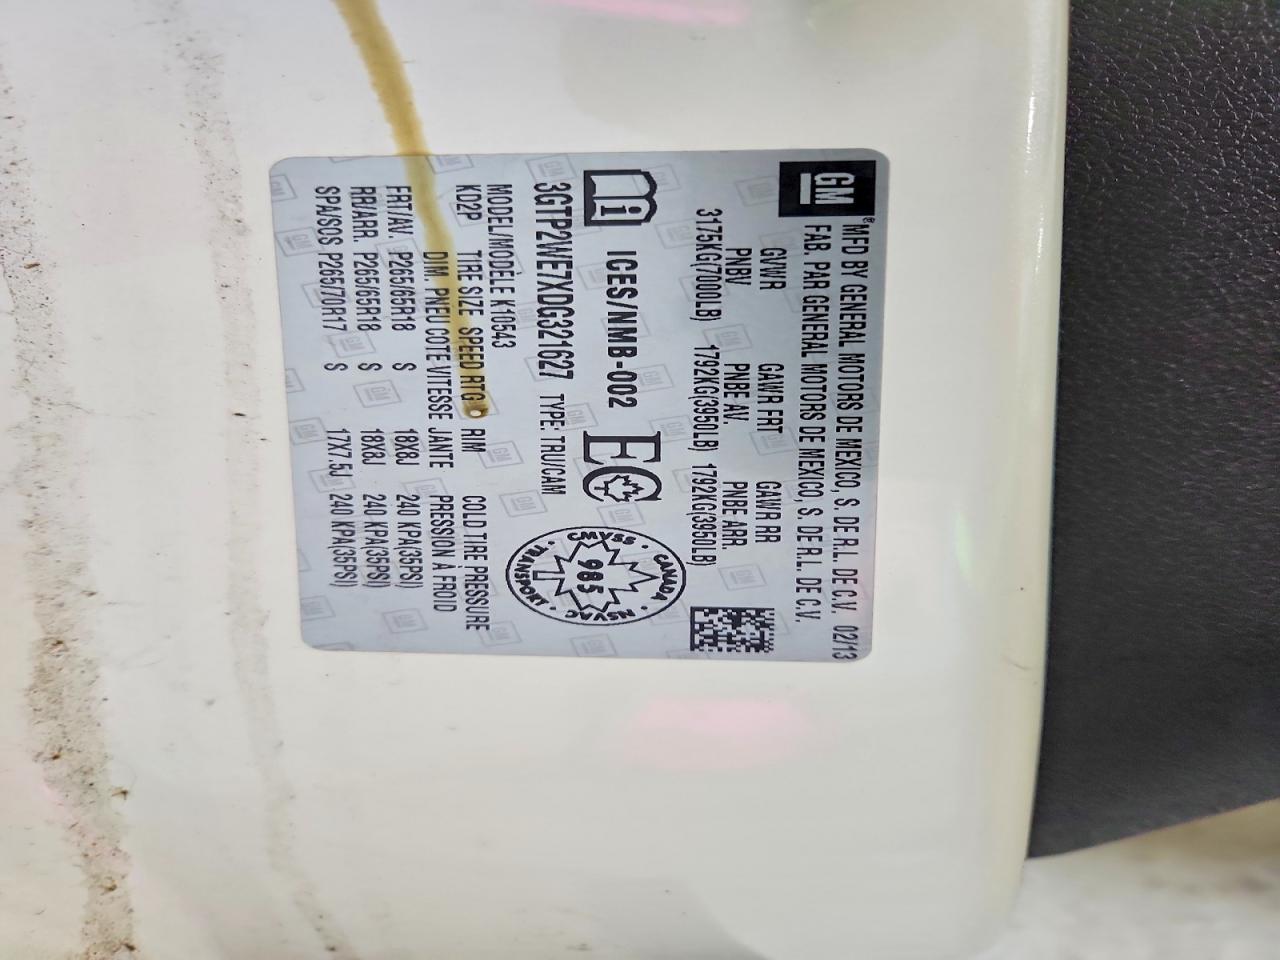 GM
®MFD BY GENERAL MOTORS DE MEXICO, S. DE R.L. DE C.V. 02/13
FAB. PAR GENERAL MOTORS DE MEXICO, S. DE R.L. DE C.V.
GVWR GAWR FRT GAWR RR
PNBV PNBE AV. PNBE ARR.
3175KG(7000LB) 1792KG(3950LB) 1792KG(3950LB)
i ICES/NMB-002 EC
CANADA · CMVSS · TRANSPORT · NSVAC ·
985
3GTP2WE7XDG321627 TYPE: TRU/CAM
MODEL/MODÈLE K10543
K02P TIRE SIZE SPEED RTG RIM COLD TIRE PRESSURE
DIM. PNEU COTE-VITESSE JANTE PRESSION À FROID
FRT/AV. P265/65R18 S 18X8J 240 KPA(35PSI)
RR/ARR. P265/65R18 S 18X8J 240 KPA(35PSI)
SPA/SOS P265/70R17 S 17X7.5J 240 KPA(35PSI)